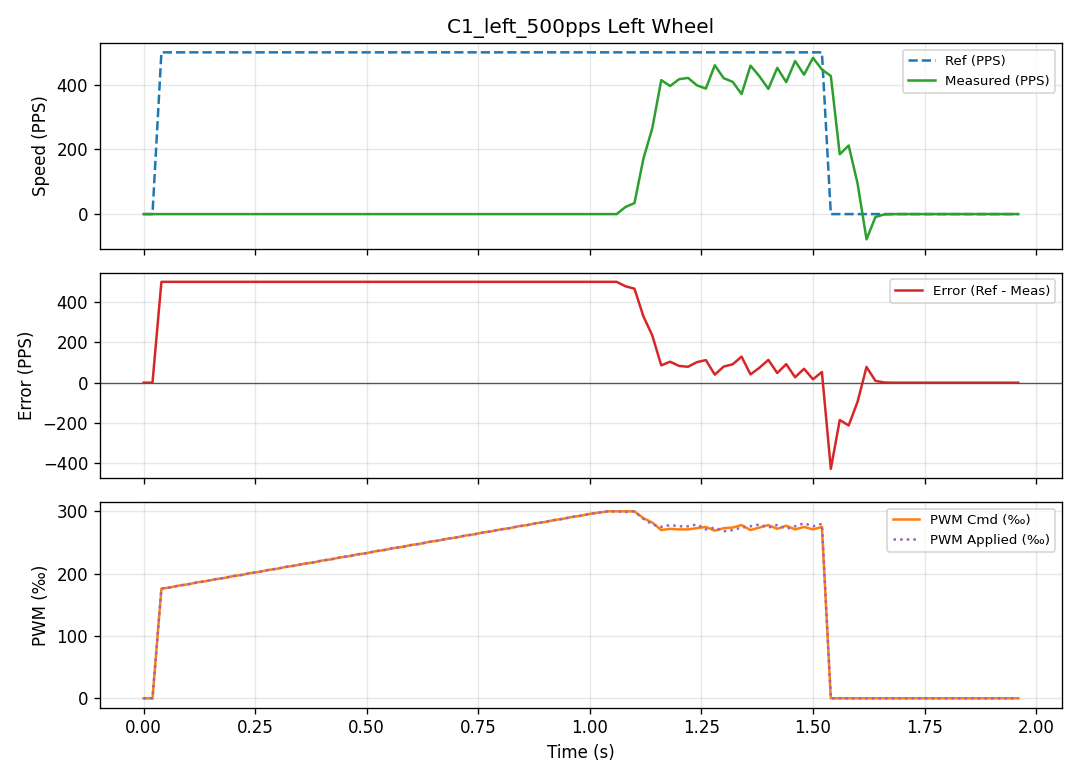 C1_left_500pps Left Wheel
Speed (PPS)
400
200
0
Ref (PPS)
Measured (PPS)
Error (PPS)
400
200
0
−200
−400
Error (Ref - Meas)
PWM (‰)
300
200
100
0
PWM Cmd (‰)
PWM Applied (‰)
0.00 0.25 0.50 0.75 1.00 1.25 1.50 1.75 2.00
Time (s)